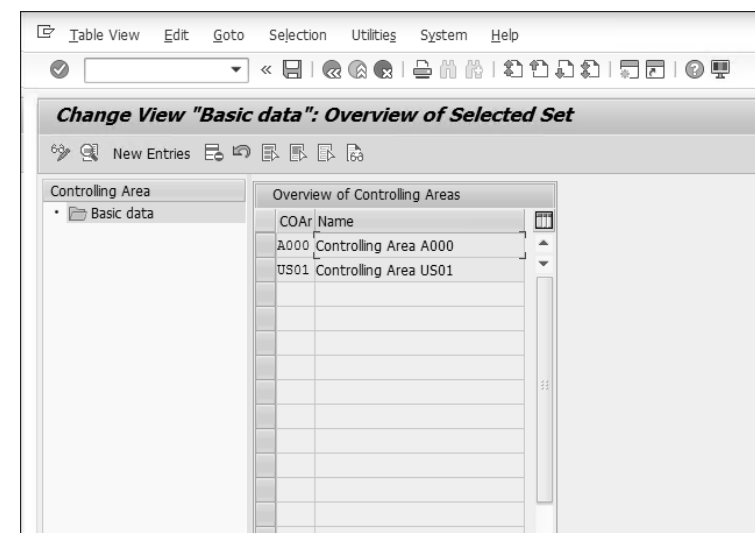 Table View Edit Goto Selection Utilities System Help
Change View "Basic data": Overview of Selected Set
New Entries
Controlling Area
Basic data
Overview of Controlling Areas
COAr Name
A000 Controlling Area A000
US01 Controlling Area US01